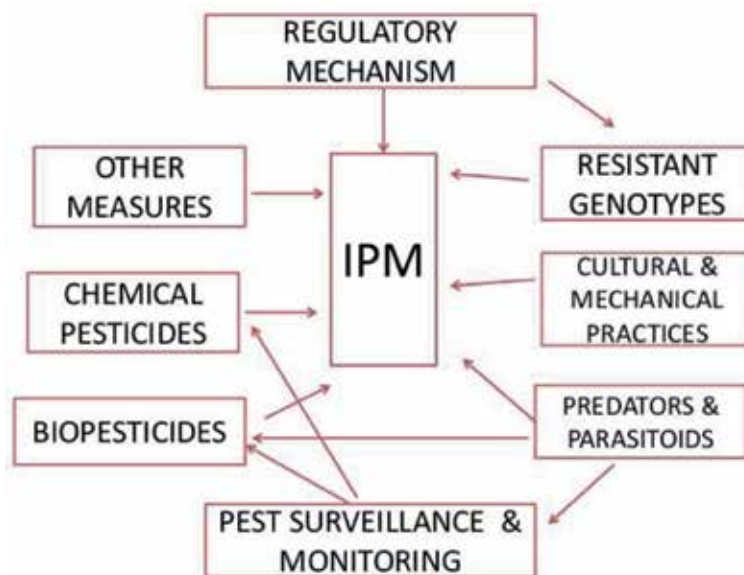 REGULATORY
MECHANISM
OTHER
MEASURES
IPM
RESISTANT
GENOTYPES
CHEMICAL
PESTICIDES
CULTURAL &
MECHANICAL
PRACTICES
BIOPESTICIDES
PREDATORS &
PARASITOIDS
PEST SURVEILLANCE &
MONITORING